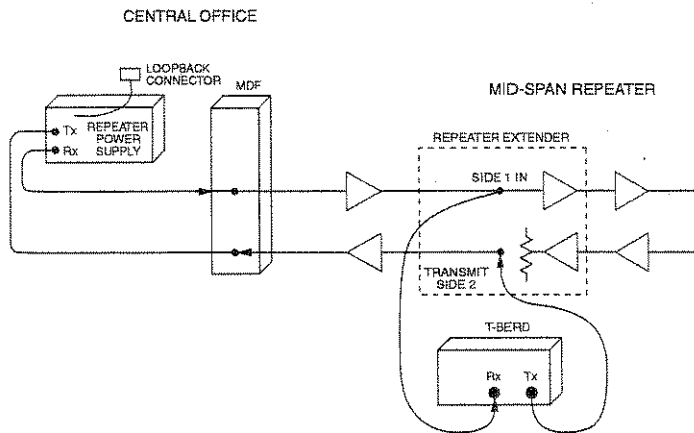 CENTRAL OFFICE
LOOPBACK
CONNECTOR
MDF
MID-SPAN REPEATER
Tx
REPEATER
Rx
POWER
SUPPLY
REPEATER EXTENDER
SIDE 1 IN
TRANSMIT
SIDE 2
T-BERD
Rx
Tx